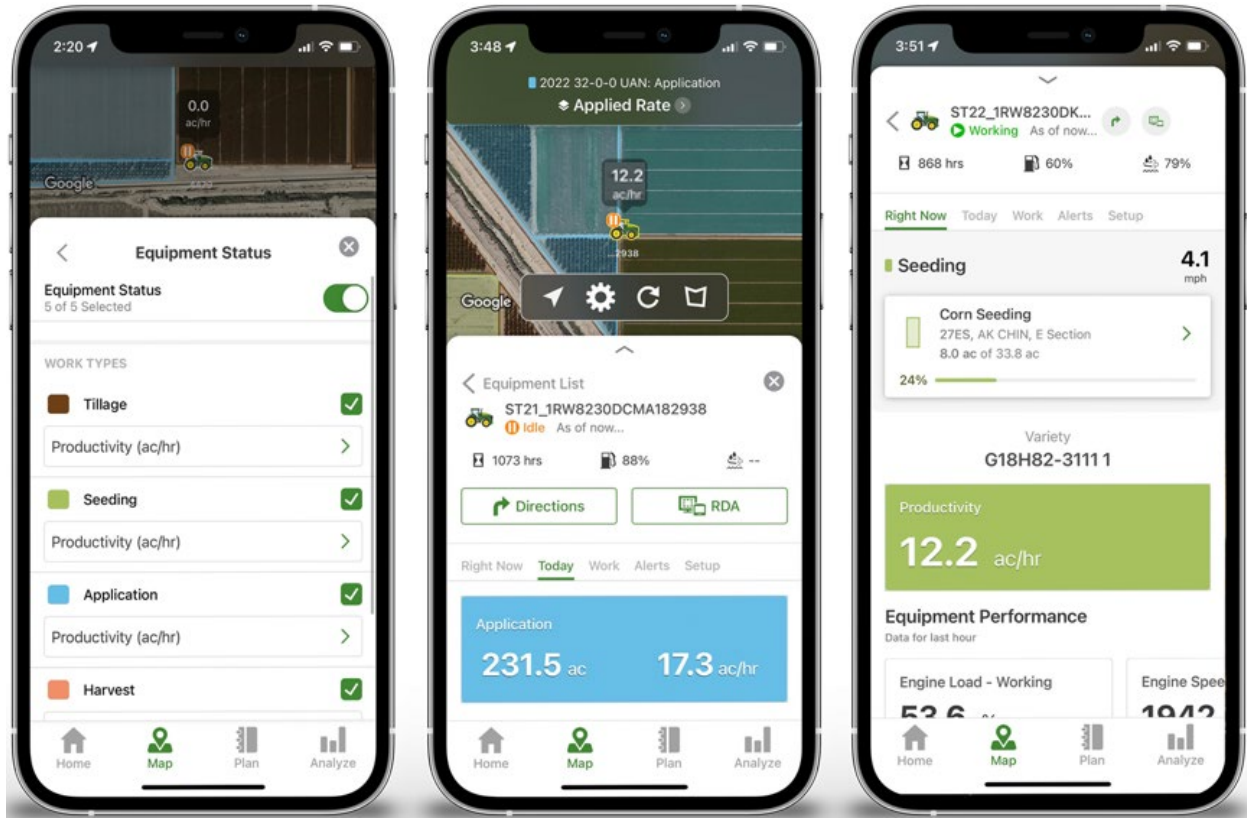 2:20
0.0
ac/hr
Google
Equipment Status
Equipment Status
5 of 5 Selected
WORK TYPES
Tillage
Productivity (ac/hr)
Seeding
Productivity (ac/hr)
Application
Productivity (ac/hr)
Harvest
Home Map Plan Analyze
3:48
2022 32-0-0 UAN: Application
Applied Rate
12.2
ac/hr
...2938
Google
Equipment List
ST21_1RW8230DCMA182938
Idle As of now...
1073 hrs 88% --
Directions RDA
Right Now Today Work Alerts Setup
Application
231.5 ac 17.3 ac/hr
Home Map Plan Analyze
3:51
ST22_1RW8230DK...
Working As of now...
868 hrs 60% 79%
Right Now Today Work Alerts Setup
Seeding 4.1
mph
Corn Seeding
27ES, AK CHIN, E Section
8.0 ac of 33.8 ac
24%
Variety
G18H82-3111 1
Productivity
12.2 ac/hr
Equipment Performance
Data for last hour
Engine Load - Working Engine Spee
53.6 % 1942
Home Map Plan Analyze